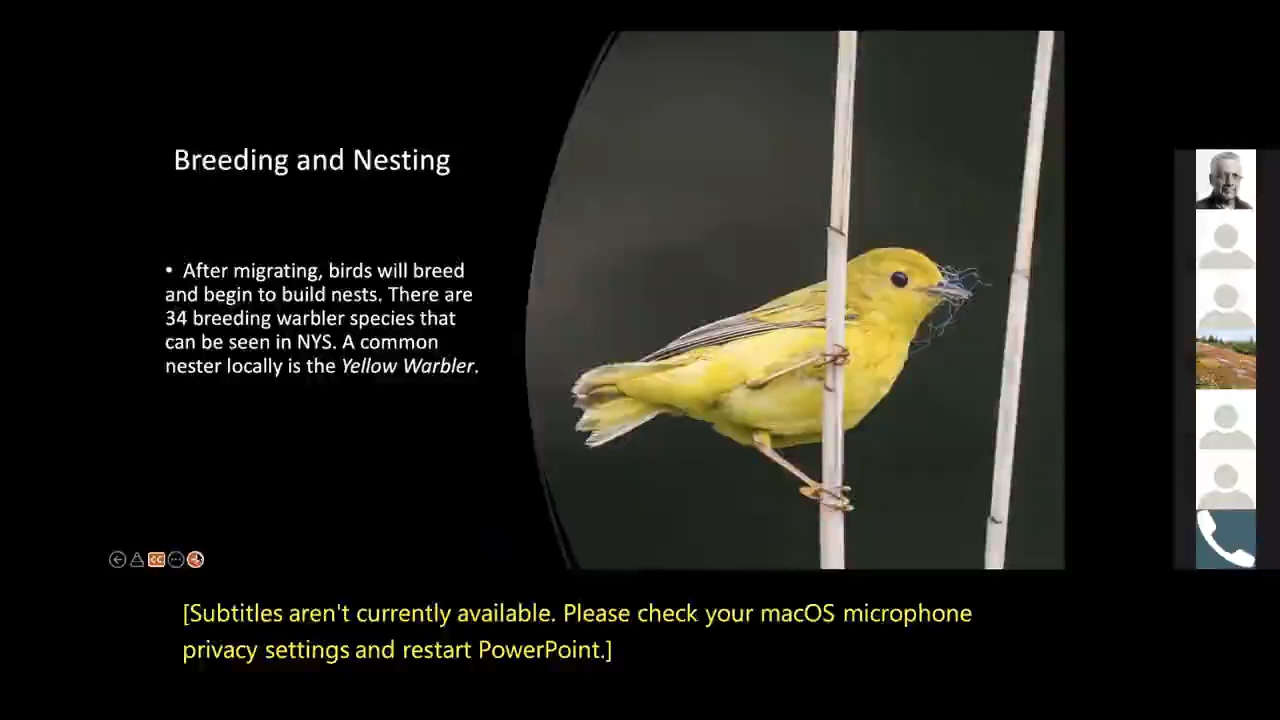 Breeding and Nesting
• After migrating, birds will breed
and begin to build nests. There are
34 breeding warbler species that
can be seen in NYS. A common
nester locally is the Yellow Warbler.
CC
[Subtitles aren't currently available. Please check your macOS microphone
privacy settings and restart PowerPoint.]